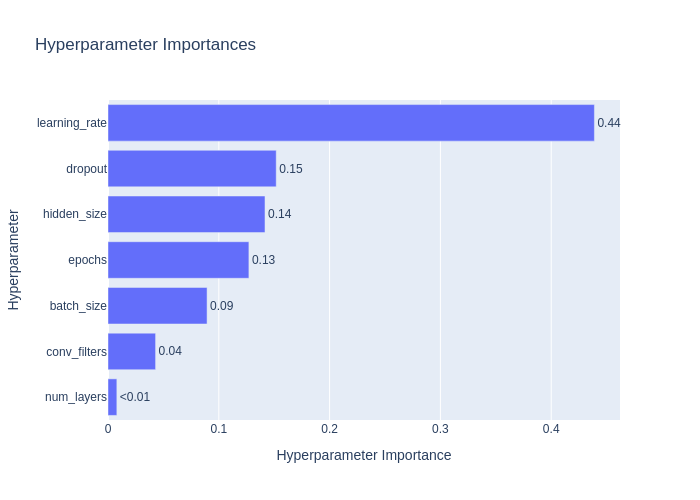 Hyperparameter Importances
Hyperparameter
learning_rate 0.44
dropout 0.15
hidden_size 0.14
epochs 0.13
batch_size 0.09
conv_filters 0.04
num_layers <0.01
0 0.1 0.2 0.3 0.4
Hyperparameter Importance